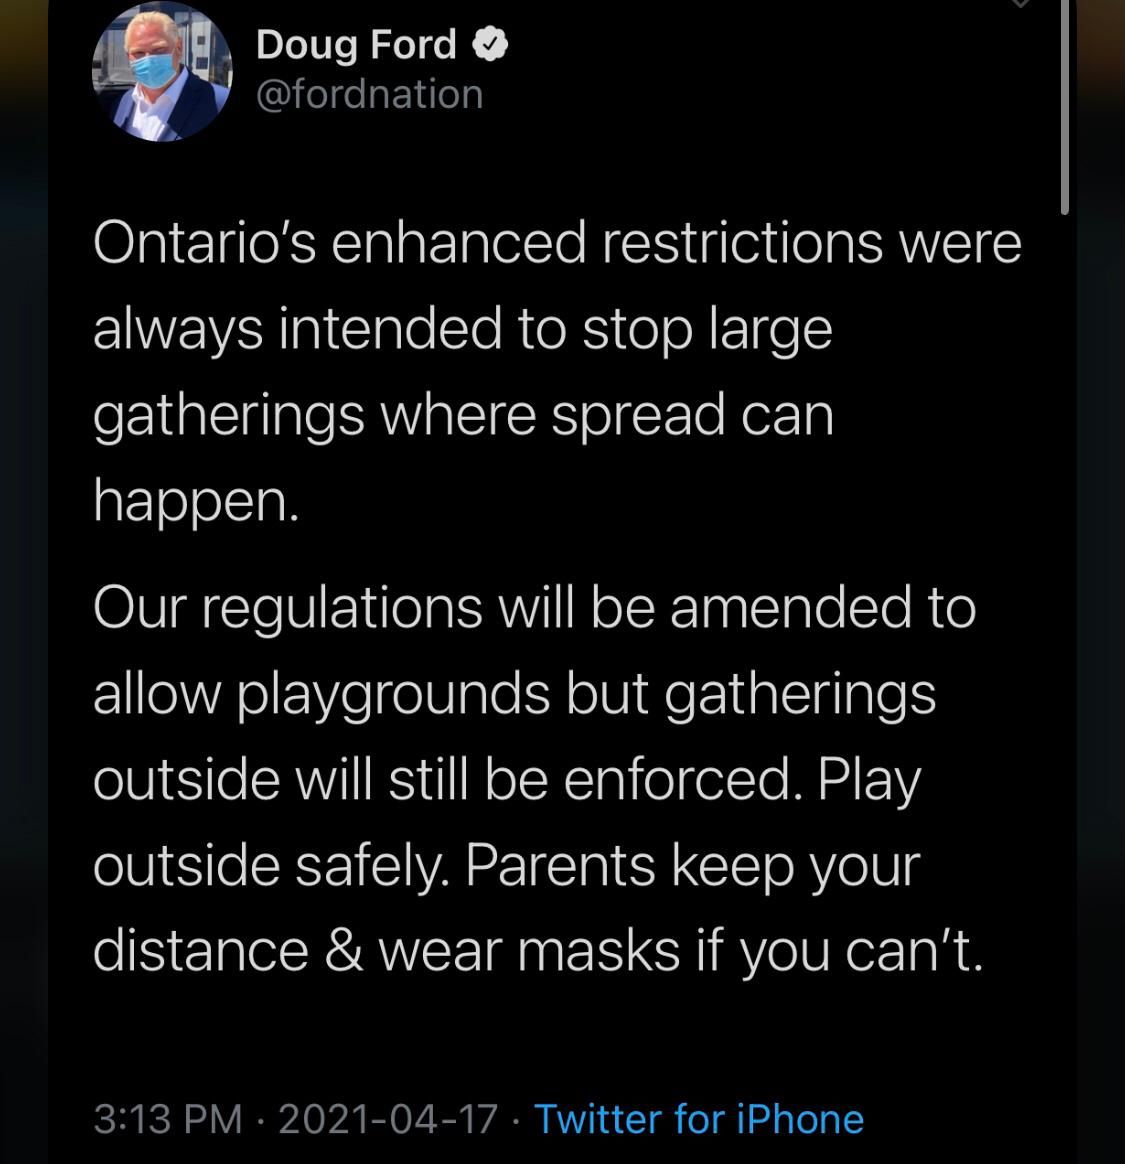 Doug Ford
@fordnation
Ontario’s enhanced restrictions were
always intended to stop large
gatherings where spread can
happen.
Our regulations will be amended to
allow playgrounds but gatherings
outside will still be enforced. Play
outside safely. Parents keep your
distance & wear masks if you can’t.
3:13 PM · 2021-04-17 · Twitter for iPhone